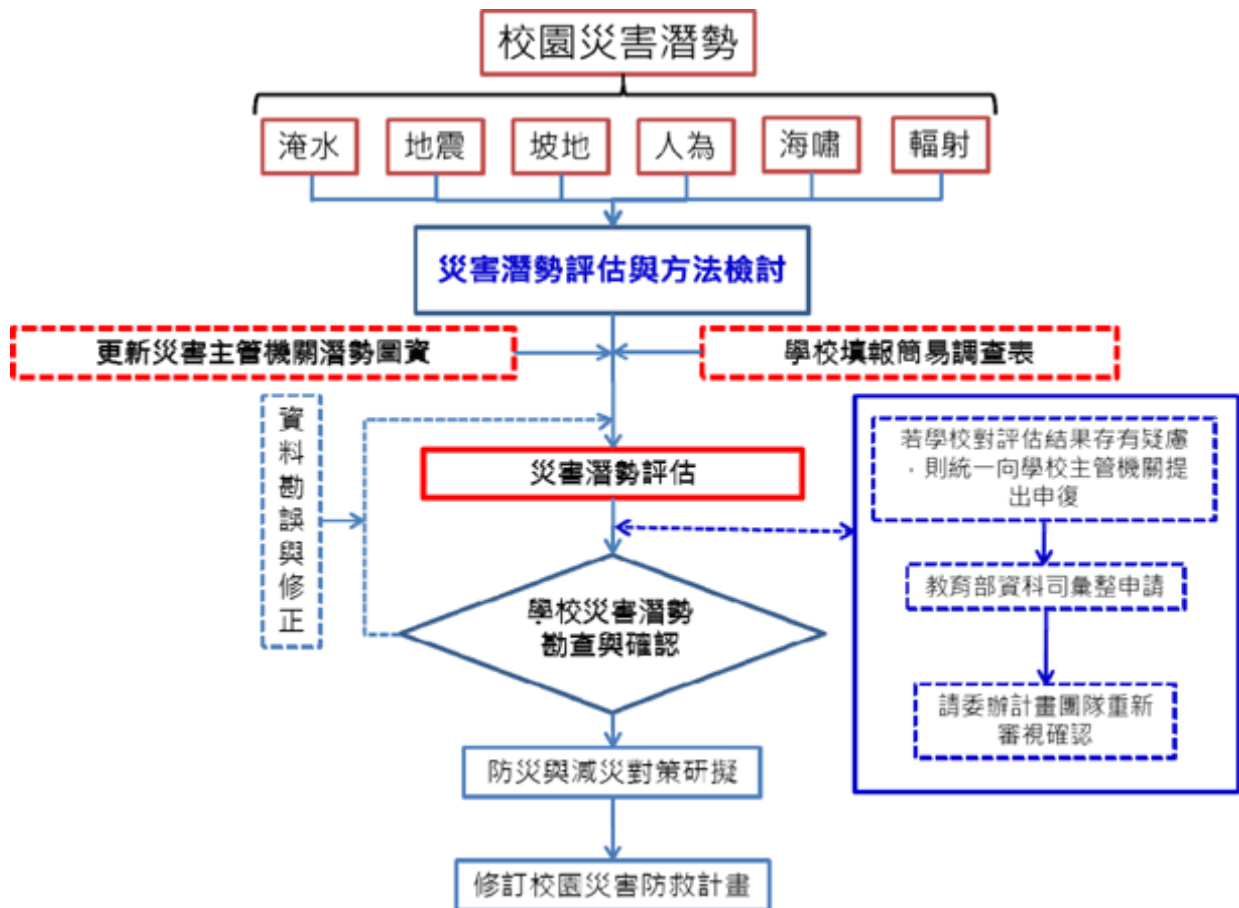 校園災害潛勢
淹水
地震
坡地
人為
海嘯
輻射
災害潛勢評估與方法檢討
更新災害主管機關潛勢圖資
學校填報簡易調查表
資
料
勘
誤
與
修
正
災害潛勢評估
若學校對評估結果存有疑慮
，則統一向學校主管機關提
出申復
教育部資科司彙整申請
學校災害潛勢
勘查與確認
請委辦計畫團隊重新
審視確認
防災與減災對策研擬
修訂校園災害防救計畫